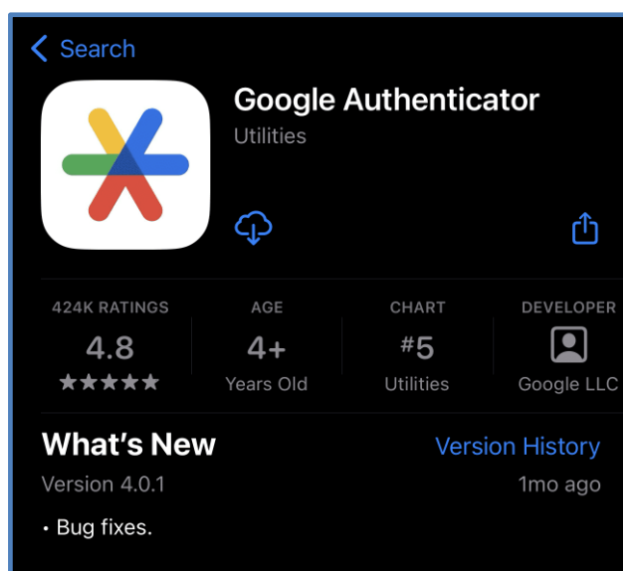 Search
Google Authenticator
Utilities
424K RATINGS
4.8
AGE
4+
Years Old
CHART
#5
Utilities
DEVELOPER
Google LLC
What's New
Version History
Version 4.0.1
1mo ago
• Bug fixes.